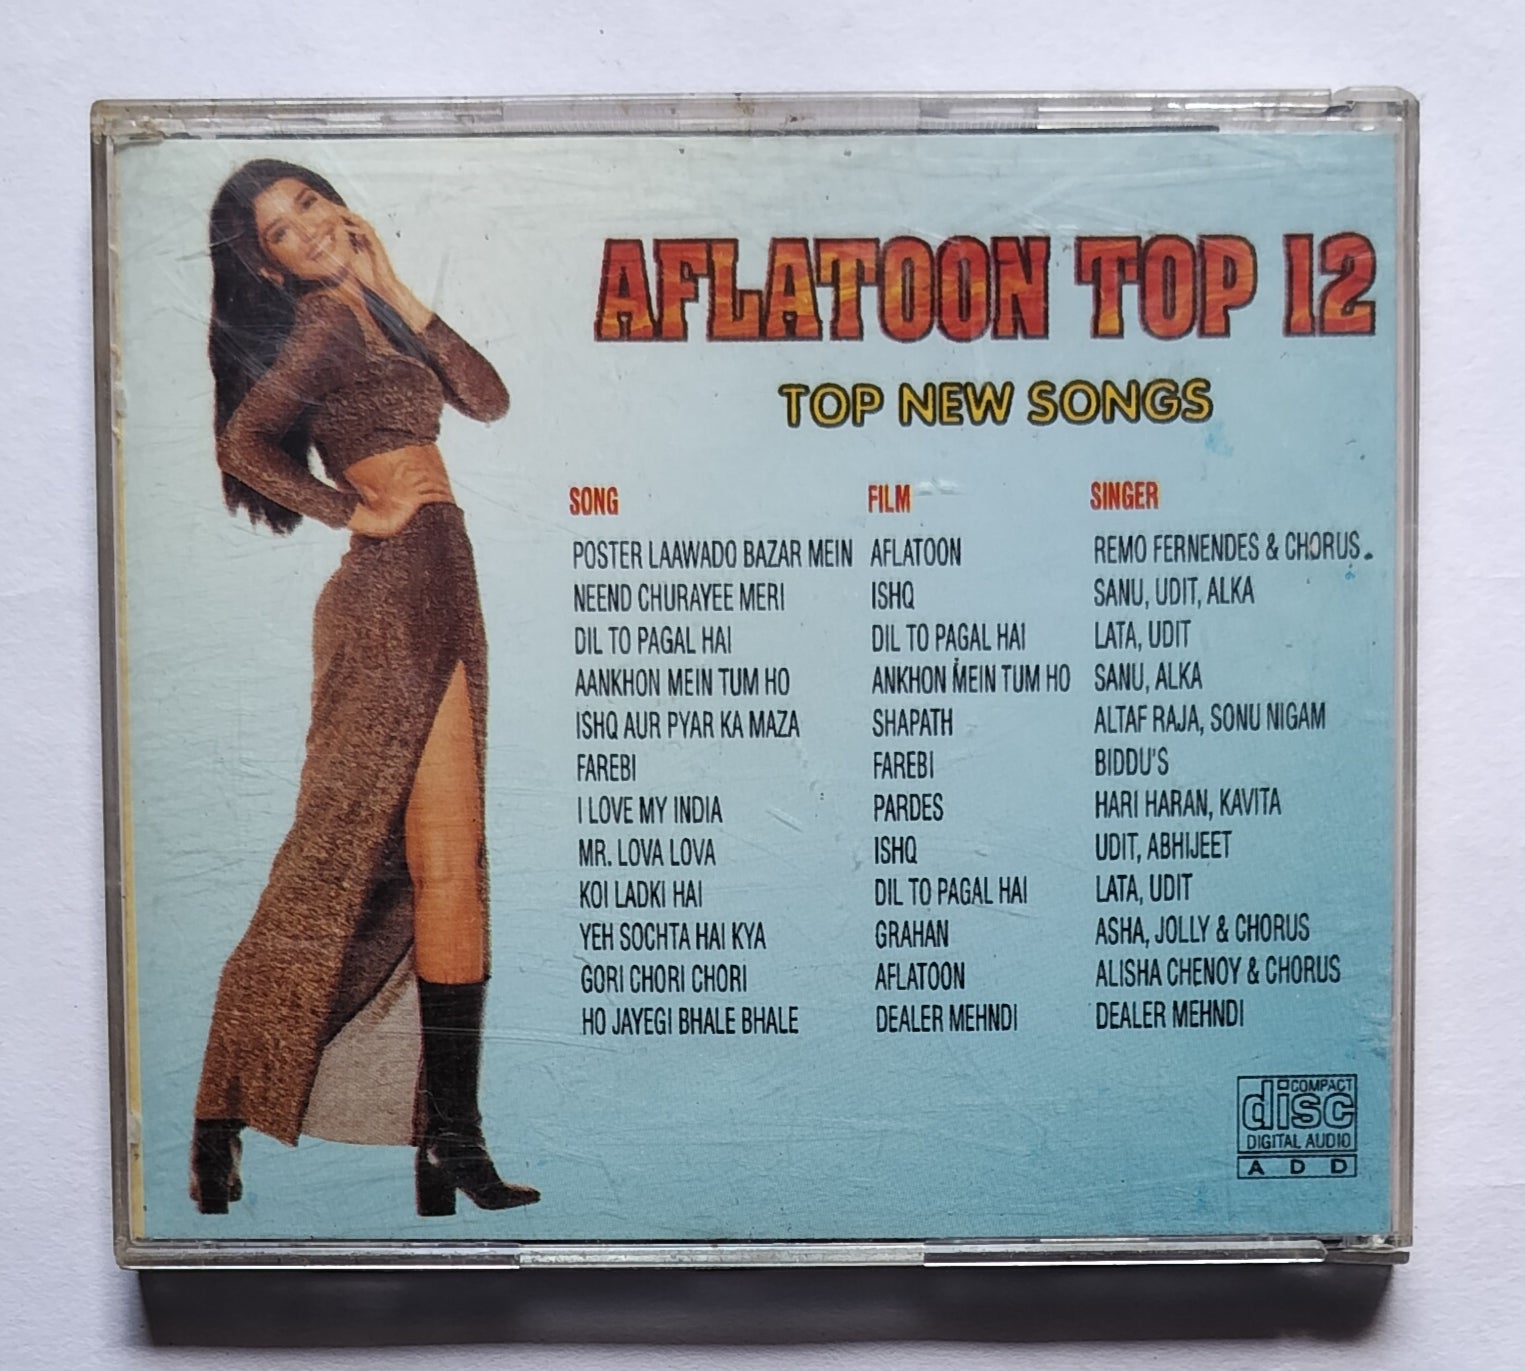 AFLATOON TOP 12
TOP NEW SONGS
SONG FILM SINGER
POSTER LAAWADO BAZAR MEIN AFLATOON REMO FERNENDES & CHORUS.
NEEND CHURAYEE MERI ISHQ SANU, UDIT, ALKA
DIL TO PAGAL HAI DIL TO PAGAL HAI LATA, UDIT
AANKHON MEIN TUM HO ANKHON MEIN TUM HO SANU, ALKA
ISHQ AUR PYAR KA MAZA SHAPATH ALTAF RAJA, SONU NIGAM
FAREBI FAREBI BIDDU'S
I LOVE MY INDIA PARDES HARI HARAN, KAVITA
MR. LOVA LOVA ISHQ UDIT, ABHIJEET
KOI LADKI HAI DIL TO PAGAL HAI LATA, UDIT
YEH SOCHTA HAI KYA GRAHAN ASHA, JOLLY & CHORUS
GORI CHORI CHORI AFLATOON ALISHA CHENOY & CHORUS
HO JAYEGI BHALE BHALE DEALER MEHNDI DEALER MEHNDI
COMPACT
disc
DIGITAL AUDIO
A D D